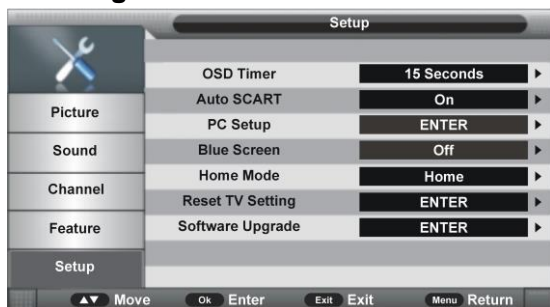 Setup
OSD Timer 15 Seconds
Auto SCART On
PC Setup ENTER
Blue Screen Off
Home Mode Home
Reset TV Setting ENTER
Software Upgrade ENTER
Picture
Sound
Channel
Feature
Setup
Move Ok Enter Exit Exit Menu Return